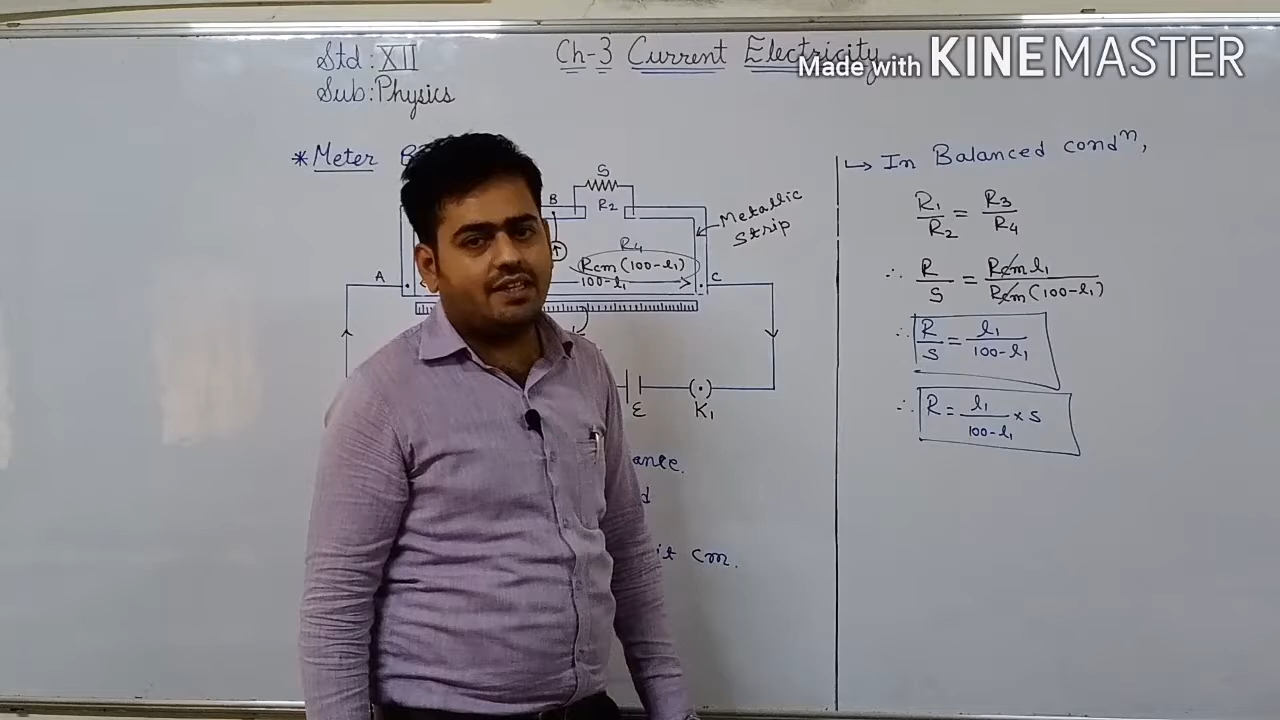 Std : XII
Sub : Physics
Ch-3 Current Electricity
Made with KINEMASTER
* Meter
S
B
R2
Metallic
strip
R4
Rcm (100-l1)
100-l1
A
C
ε
K1
cm.
↳ In Balanced condⁿ,
R1/R2 = R3/R4
∴ R/S = Rcm l1/Rcm (100-l1)
∴ R/S = l1/100-l1
∴ R = l1/100-l1 × S